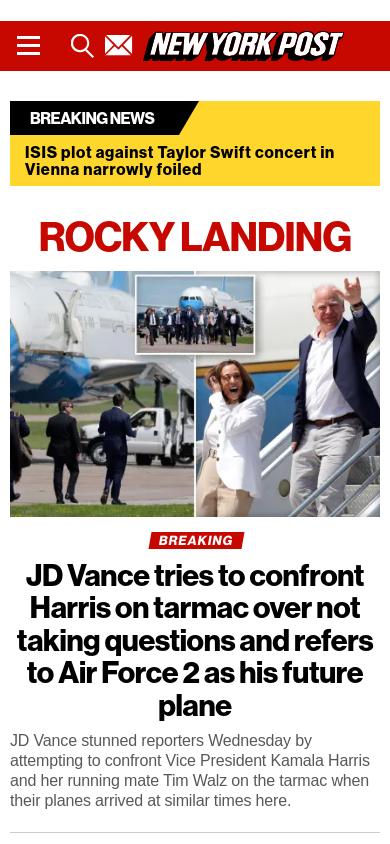 NEW YORK POST
BREAKING NEWS
ISIS plot against Taylor Swift concert in
Vienna narrowly foiled
ROCKY LANDING
BREAKING
JD Vance tries to confront
Harris on tarmac over not
taking questions and refers
to Air Force 2 as his future
plane
JD Vance stunned reporters Wednesday by
attempting to confront Vice President Kamala Harris
and her running mate Tim Walz on the tarmac when
their planes arrived at similar times here.